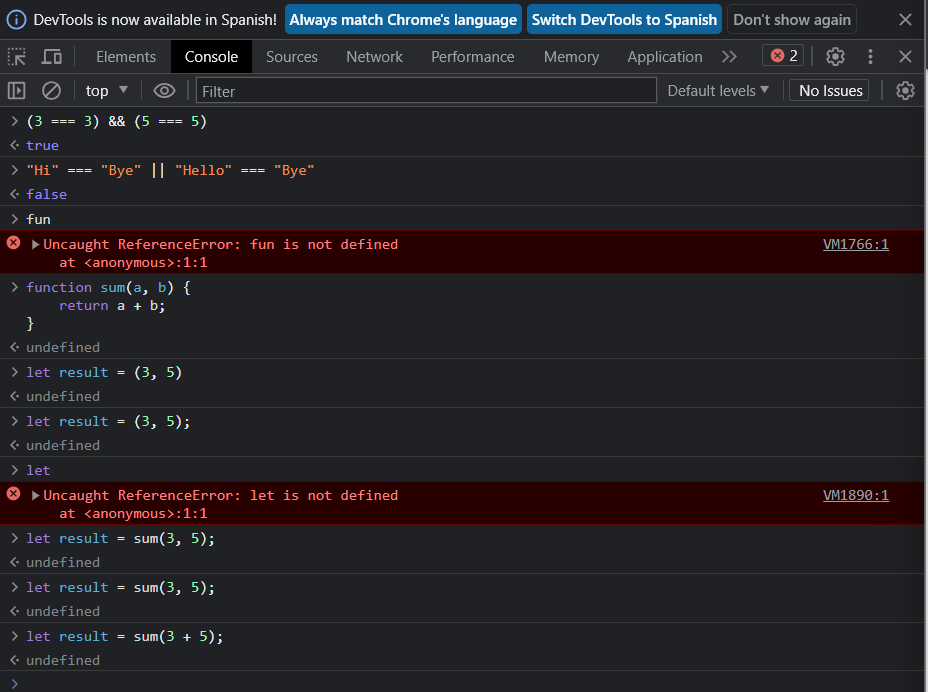 DevTools is now available in Spanish! Always match Chrome's language Switch DevTools to Spanish Don't show again
Elements Console Sources Network Performance Memory Application 2
top Filter Default levels No Issues
(3 === 3) && (5 === 5)
true
"Hi" === "Bye" || "Hello" === "Bye"
false
fun
Uncaught ReferenceError: fun is not defined VM1766:1
at <anonymous>:1:1
function sum(a, b) {
return a + b;
}
undefined
let result = (3, 5)
undefined
let result = (3, 5);
undefined
let
Uncaught ReferenceError: let is not defined VM1890:1
at <anonymous>:1:1
let result = sum(3, 5);
undefined
let result = sum(3, 5);
undefined
let result = sum(3 + 5);
undefined